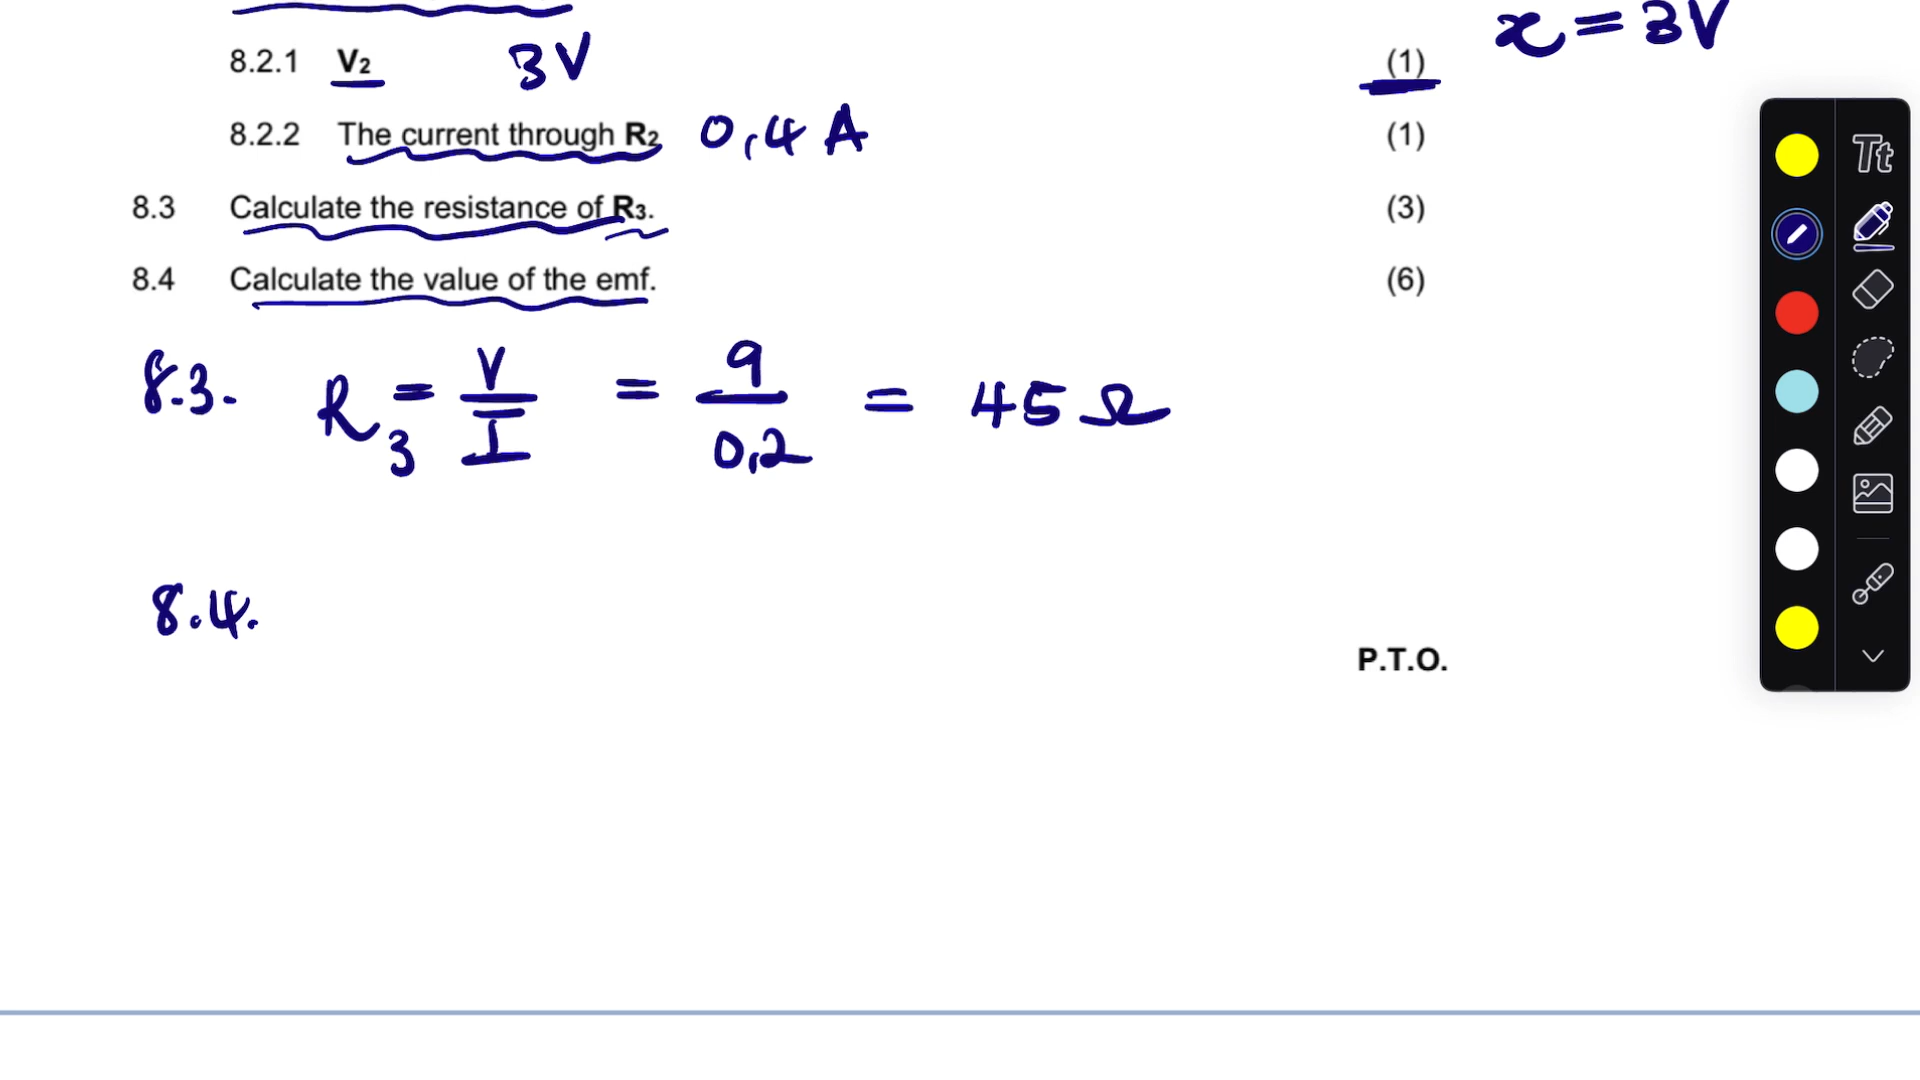 x = 3V
8.2.1 V2 3V (1)
8.2.2 The current through R2 0,4 A (1)
8.3 Calculate the resistance of R3. (3)
8.4 Calculate the value of the emf. (6)
8.3. R3 = V/I = 9/0,2 = 45 Ω
8.4.
P.T.O.
Tt